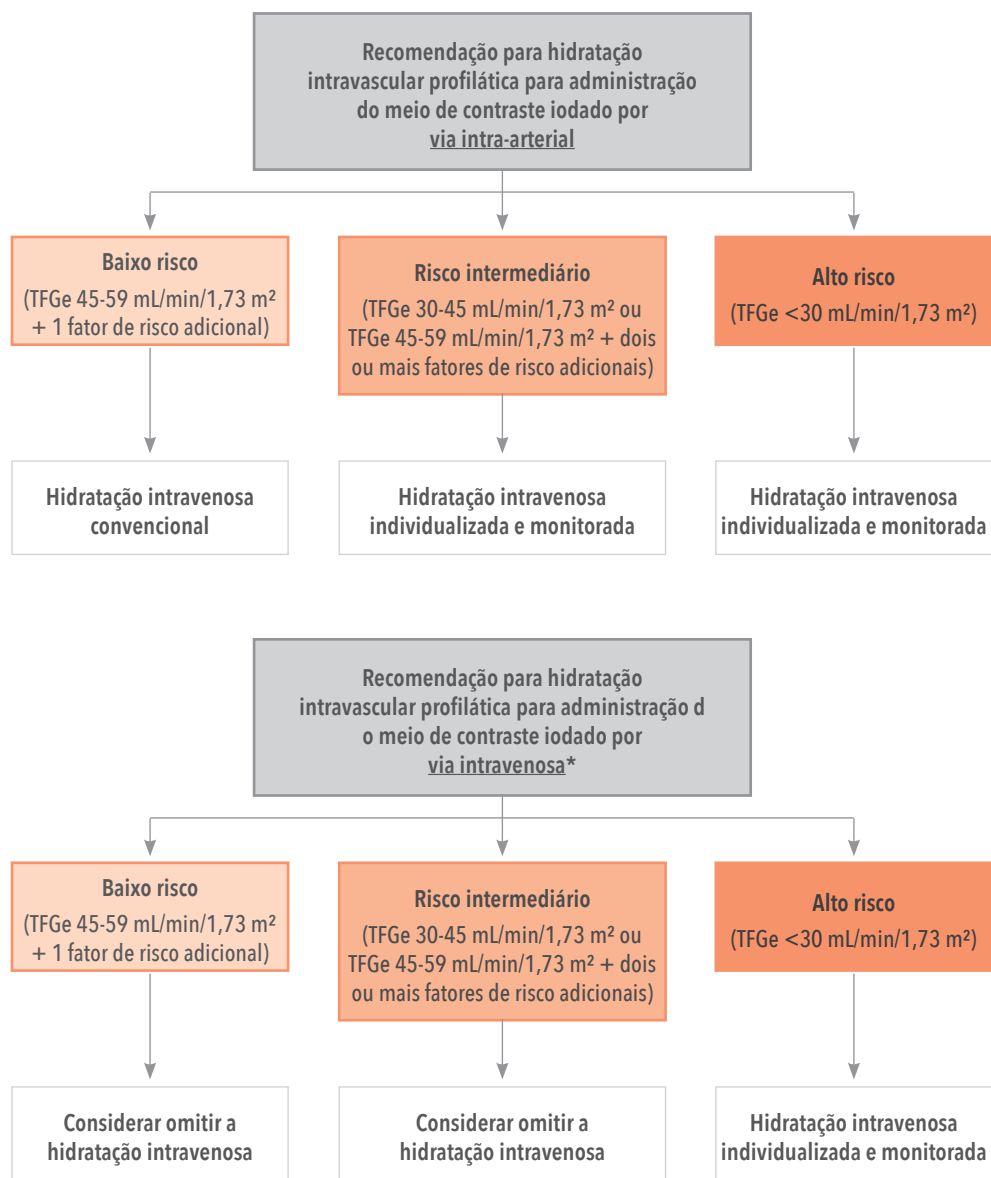 Recomendação para hidratação
intravascular profilática para administração
do meio de contraste iodado por
via intra-arterial
Baixo risco
(TFGe 45-59 mL/min/1,73 m²
+ 1 fator de risco adicional)
Risco intermediário
(TFGe 30-45 mL/min/1,73 m² ou
TFGe 45-59 mL/min/1,73 m² + dois
ou mais fatores de risco adicionais)
Alto risco
(TFGe <30 mL/min/1,73 m²)
Hidratação intravenosa
convencional
Hidratação intravenosa
individualizada e monitorada
Hidratação intravenosa
individualizada e monitorada
Recomendação para hidratação
intravascular profilática para administração d
o meio de contraste iodado por
via intravenosa*
Baixo risco
(TFGe 45-59 mL/min/1,73 m²
+ 1 fator de risco adicional)
Risco intermediário
(TFGe 30-45 mL/min/1,73 m² ou
TFGe 45-59 mL/min/1,73 m² + dois
ou mais fatores de risco adicionais)
Alto risco
(TFGe <30 mL/min/1,73 m²)
Considerar omitir a
hidratação intravenosa
Considerar omitir a
hidratação intravenosa
Hidratação intravenosa
individualizada e monitorada